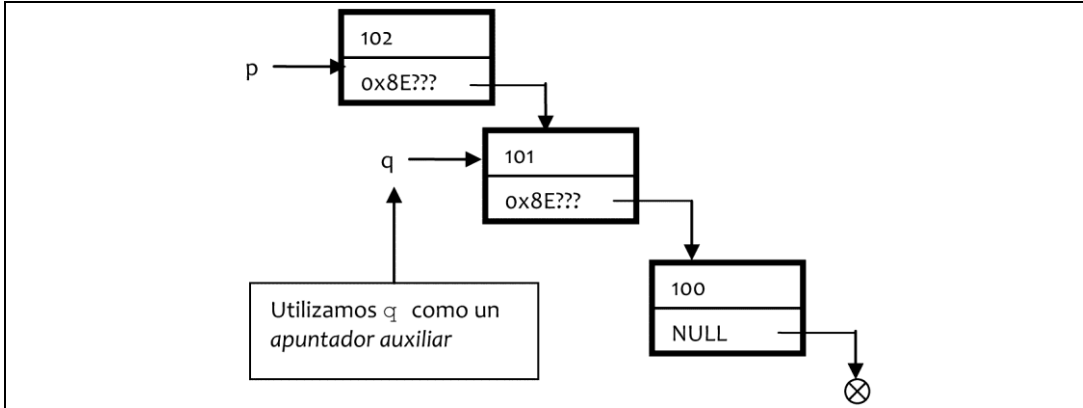 102
p
0x8E???
q
101
0x8E???
Utilizamos q como un
apuntador auxiliar
100
NULL